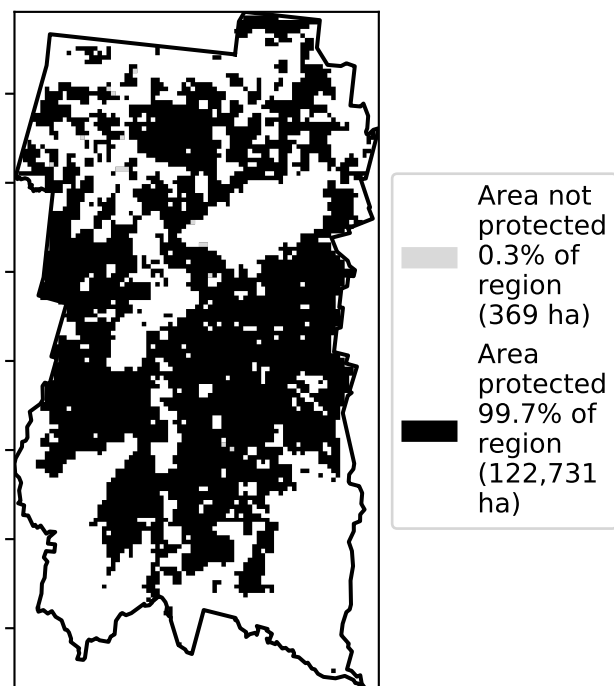 Area not
protected
0.3% of
region
(369 ha)
Area
protected
99.7% of
region
(122,731
ha)